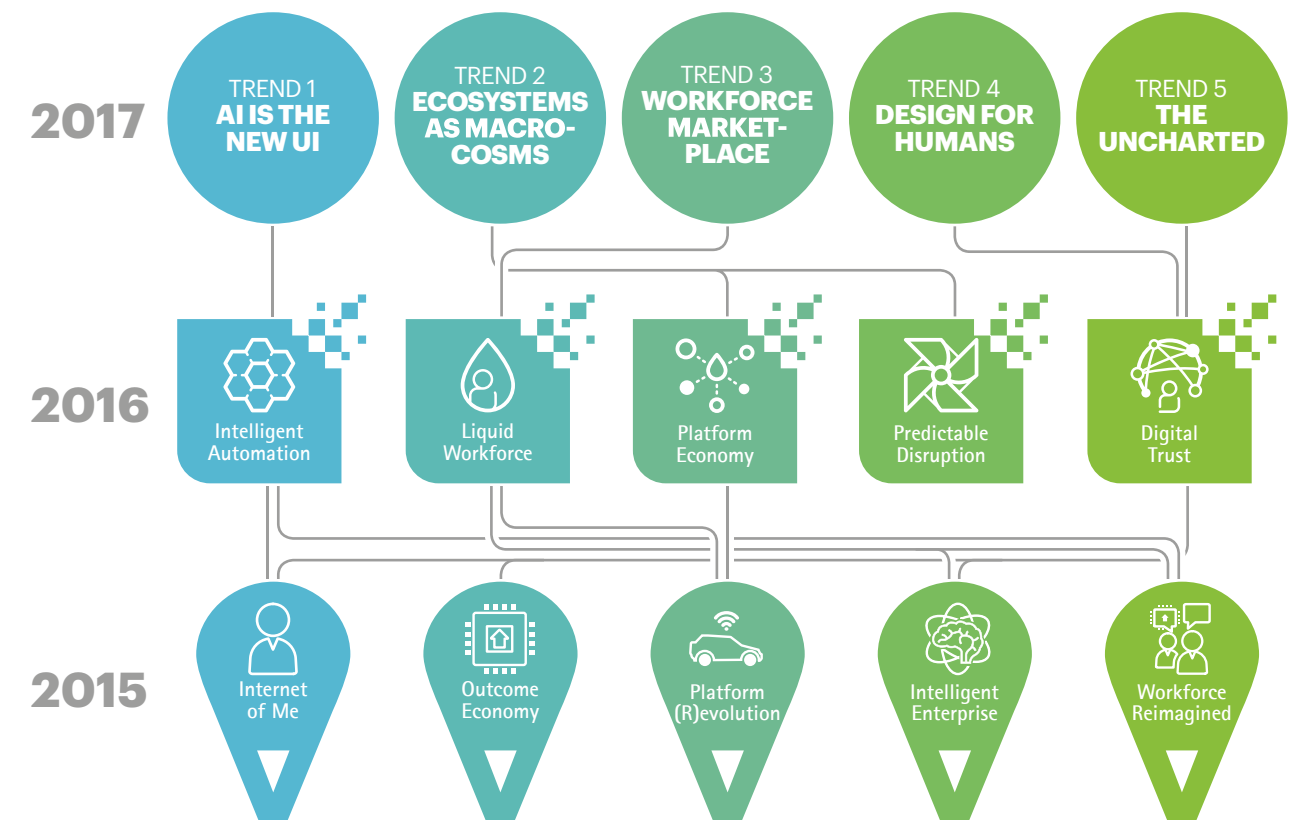 2017
TREND 1
AI IS THE
NEW UI
TREND 2
ECOSYSTEMS
AS MACRO-
COSMS
TREND 3
WORKFORCE
MARKET-
PLACE
TREND 4
DESIGN FOR
HUMANS
TREND 5
THE
UNCHARTED
2016
Intelligent
Automation
Liquid
Workforce
Platform
Economy
Predictable
Disruption
Digital
Trust
2015
Internet
of Me
Outcome
Economy
Platform
(R)evolution
Intelligent
Enterprise
Workforce
Reimagined